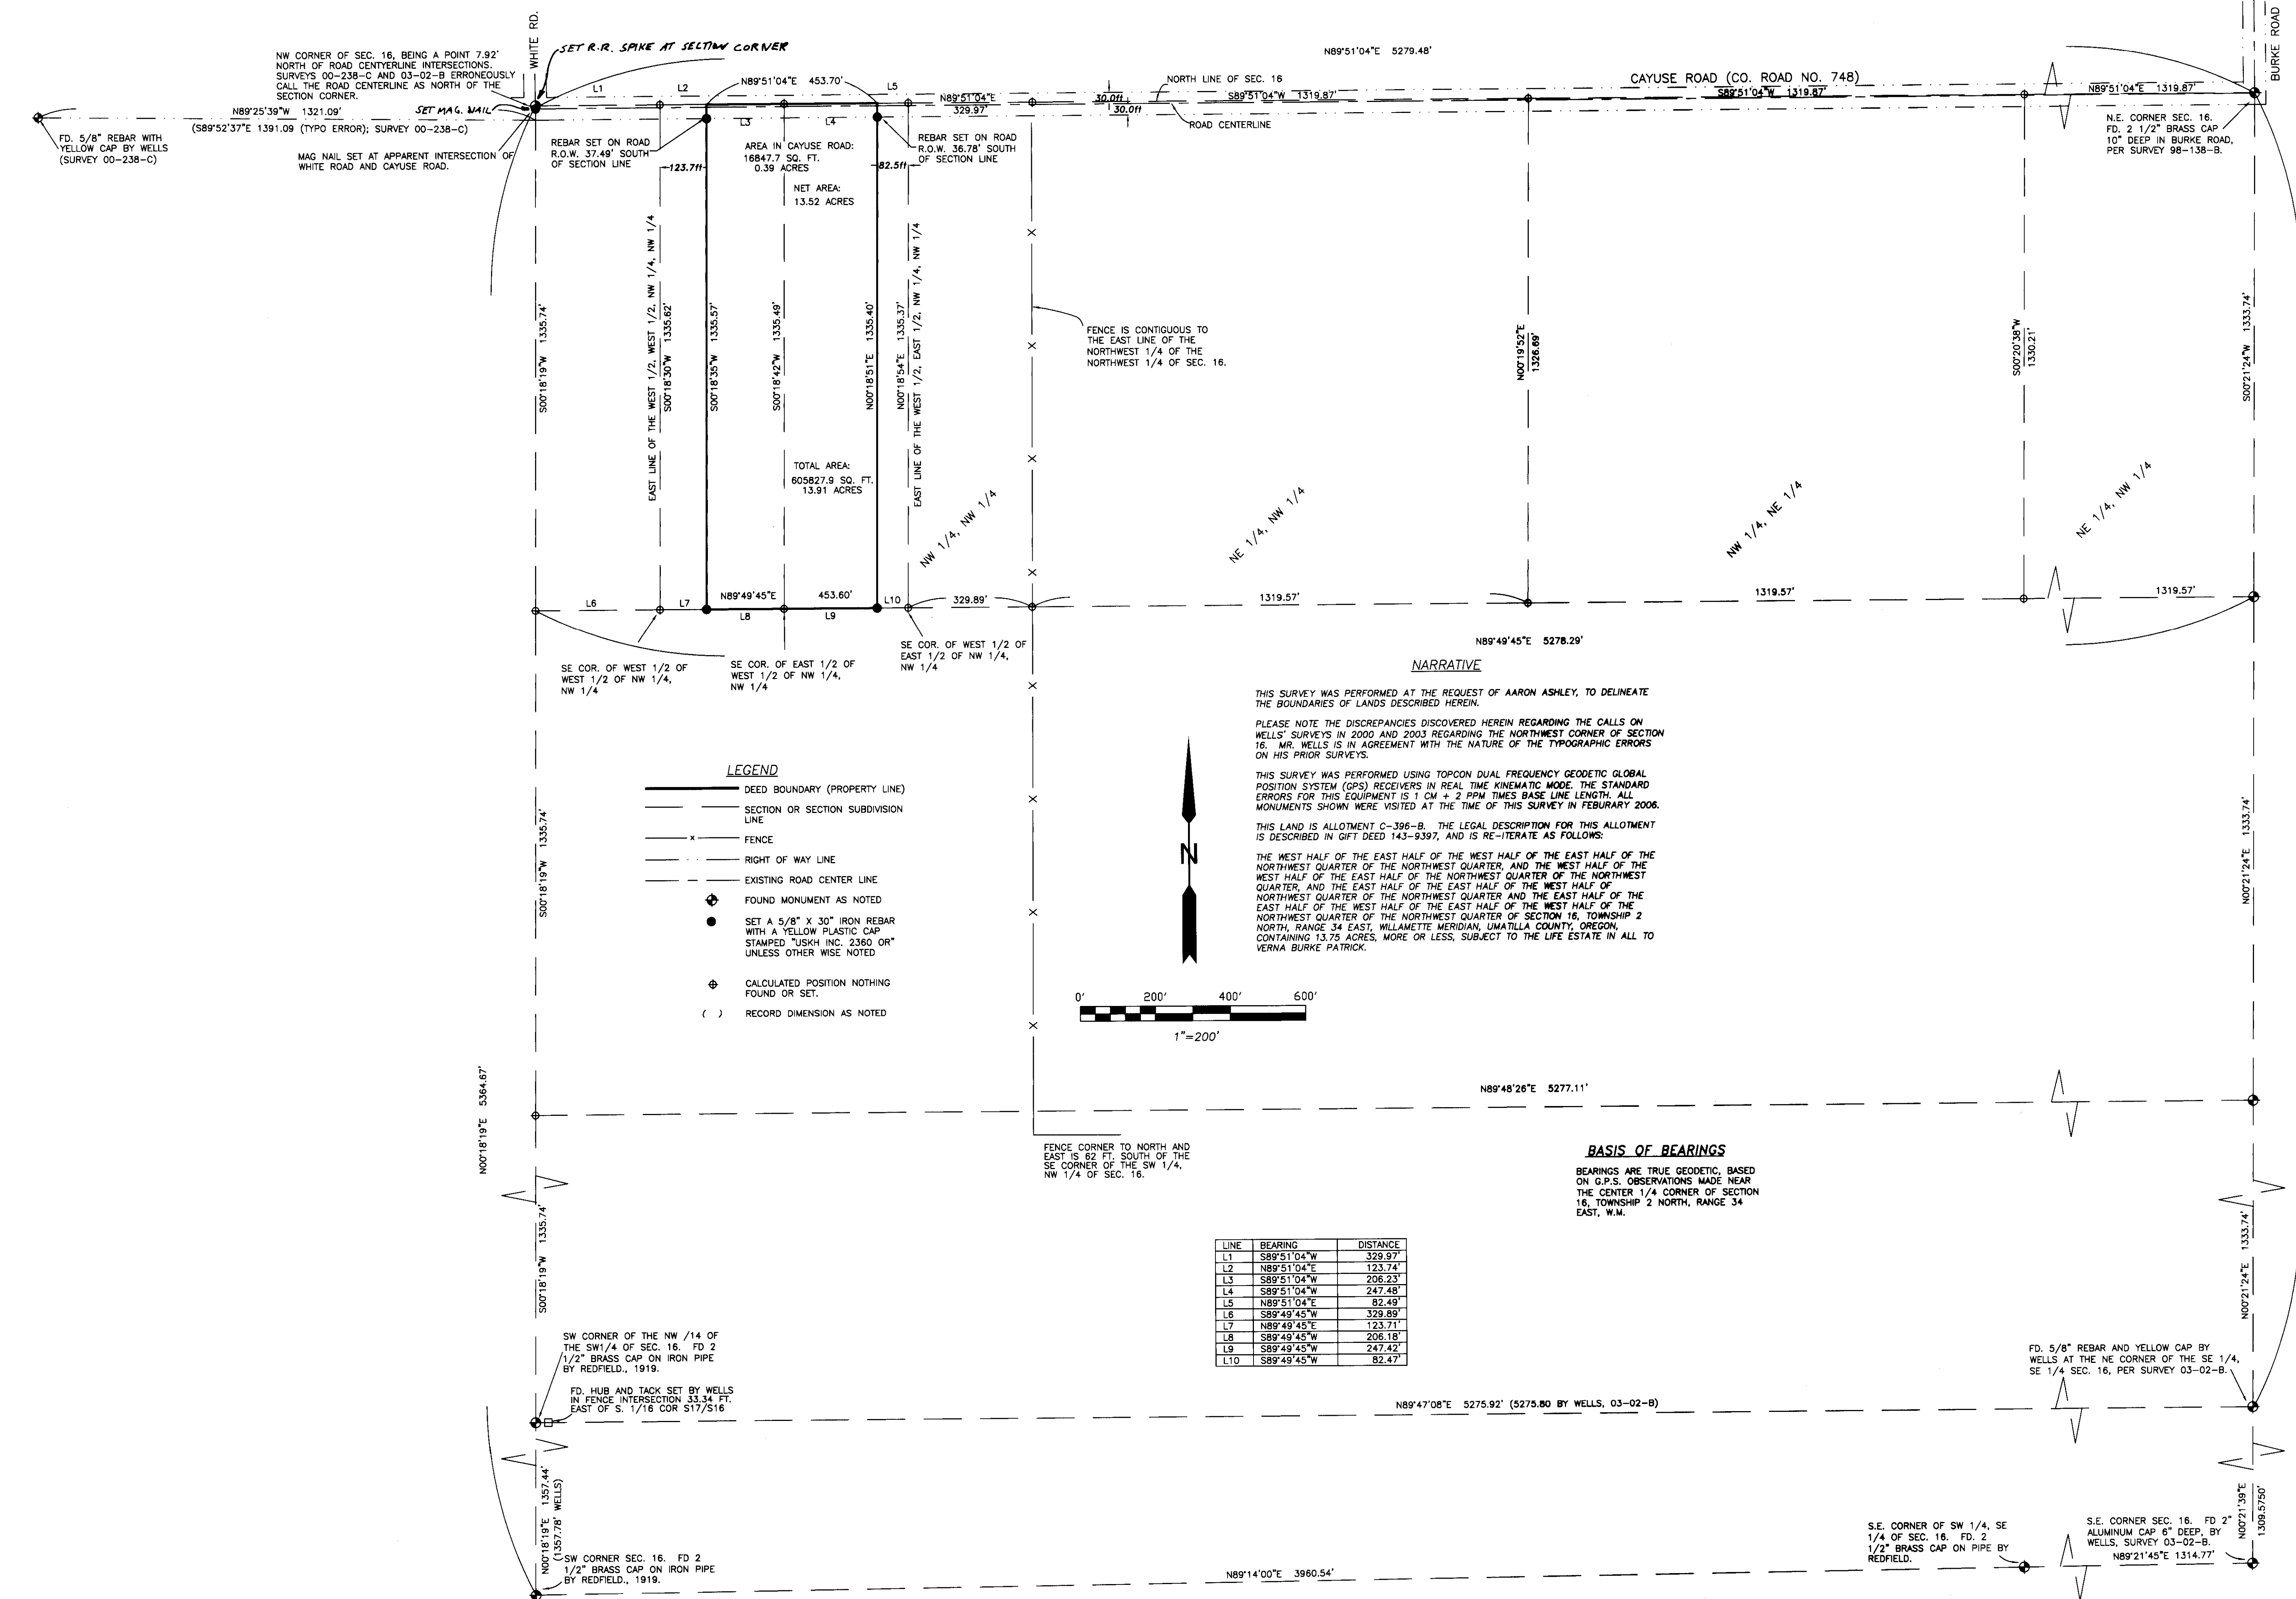 WHITE RD.
BURKE ROAD
SET R.R. SPIKE AT SECTION CORNER
NW CORNER OF SEC. 16, BEING A POINT 7.92'
NORTH OF ROAD CENTYERLINE INTERSECTIONS.
SURVEYS 00-238-C AND 03-02-B ERRONEOUSLY
CALL THE ROAD CENTERLINE AS NORTH OF THE
SECTION CORNER.
SET MAG. NAIL
N89°25'39"W 1321.09'
(S89°52'37"E 1391.09 (TYPO ERROR); SURVEY 00-238-C)
FD. 5/8" REBAR WITH
YELLOW CAP BY WELLS
(SURVEY 00-238-C)
MAG NAIL SET AT APPARENT INTERSECTION OF
WHITE ROAD AND CAYUSE ROAD.
N89°51'04"E 5279.48'
N89°51'04"E 453.70'
L1
L2
L5
L3
L4
NORTH LINE OF SEC. 16
CAYUSE ROAD (CO. ROAD NO. 748)
N89°51'04"E
329.97'
30.0ft
30.0ft
S89°51'04"W 1319.87'
S89°51'04"W 1319.87'
N89°51'04"E 1319.87'
ROAD CENTERLINE
REBAR SET ON ROAD
R.O.W. 37.49' SOUTH
OF SECTION LINE
123.7ft
AREA IN CAYUSE ROAD:
16847.7 SQ. FT.
0.39 ACRES
NET AREA:
13.52 ACRES
82.5ft
REBAR SET ON ROAD
R.O.W. 36.78' SOUTH
OF SECTION LINE
N.E. CORNER SEC. 16.
FD. 2 1/2" BRASS CAP
10" DEEP IN BURKE ROAD,
PER SURVEY 98-138-B.
S00°18'19"W 1335.74'
EAST LINE OF THE WEST 1/2, WEST 1/2, NW 1/4, NW 1/4
S00°18'30"W 1335.62'
S00°18'35"W 1335.57'
S00°18'42"W 1335.49'
N00°18'51"E 1335.40'
N00°18'54"E 1335.37'
EAST LINE OF THE WEST 1/2, EAST 1/2, NW 1/4, NW 1/4
FENCE IS CONTIGUOUS TO
THE EAST LINE OF THE
NORTHWEST 1/4 OF THE
NORTHWEST 1/4 OF SEC. 16.
N00°19'52"E
1326.69'
S00°20'38"W
1330.21'
S00°21'24"W 1333.74'
TOTAL AREA:
605827.9 SQ. FT.
13.91 ACRES
NW 1/4, NW 1/4
NE 1/4, NW 1/4
NW 1/4, NE 1/4
NE 1/4, NW 1/4
L6
L7
N89°49'45"E 453.60'
L8
L9
L10
329.89'
1319.57'
1319.57'
1319.57'
N89°49'45"E 5278.29'
SE COR. OF WEST 1/2 OF
WEST 1/2 OF NW 1/4,
NW 1/4
SE COR. OF EAST 1/2 OF
WEST 1/2 OF NW 1/4,
NW 1/4
SE COR. OF WEST 1/2 OF
EAST 1/2 OF NW 1/4,
NW 1/4
NARRATIVE
THIS SURVEY WAS PERFORMED AT THE REQUEST OF AARON ASHLEY, TO DELINEATE
THE BOUNDARIES OF LANDS DESCRIBED HEREIN.
PLEASE NOTE THE DISCREPANCIES DISCOVERED HEREIN REGARDING THE CALLS ON
WELLS' SURVEYS IN 2000 AND 2003 REGARDING THE NORTHWEST CORNER OF SECTION
16. MR. WELLS IS IN AGREEMENT WITH THE NATURE OF THE TYPOGRAPHIC ERRORS
ON HIS PRIOR SURVEYS.
THIS SURVEY WAS PERFORMED USING TOPCON DUAL FREQUENCY GEODETIC GLOBAL
POSITION SYSTEM (GPS) RECEIVERS IN REAL TIME KINEMATIC MODE. THE STANDARD
ERRORS FOR THIS EQUIPMENT IS 1 CM + 2 PPM TIMES BASE LINE LENGTH. ALL
MONUMENTS SHOWN WERE VISITED AT THE TIME OF THIS SURVEY IN FEBURARY 2006.
THIS LAND IS ALLOTMENT C-396-B. THE LEGAL DESCRIPTION FOR THIS ALLOTMENT
IS DESCRIBED IN GIFT DEED 143-9397, AND IS RE-ITERATE AS FOLLOWS:
THE WEST HALF OF THE EAST HALF OF THE WEST HALF OF THE EAST HALF OF THE
NORTHWEST QUARTER OF THE NORTHWEST QUARTER, AND THE WEST HALF OF THE
WEST HALF OF THE EAST HALF OF THE NORTHWEST QUARTER OF THE NORTHWEST
QUARTER, AND THE EAST HALF OF THE EAST HALF OF THE WEST HALF OF
NORTHWEST QUARTER OF THE NORTHWEST QUARTER AND THE EAST HALF OF THE
EAST HALF OF THE WEST HALF OF THE EAST HALF OF THE WEST HALF OF THE
NORTHWEST QUARTER OF THE NORTHWEST QUARTER OF SECTION 16, TOWNSHIP 2
NORTH, RANGE 34 EAST, WILLAMETTE MERIDIAN, UMATILLA COUNTY, OREGON,
CONTAINING 13.75 ACRES, MORE OR LESS, SUBJECT TO THE LIFE ESTATE IN ALL TO
VERNA BURKE PATRICK.
LEGEND
DEED BOUNDARY (PROPERTY LINE)
SECTION OR SECTION SUBDIVISION
LINE
FENCE
RIGHT OF WAY LINE
EXISTING ROAD CENTER LINE
FOUND MONUMENT AS NOTED
SET A 5/8" X 30" IRON REBAR
WITH A YELLOW PLASTIC CAP
STAMPED "USKH INC. 2360 OR"
UNLESS OTHER WISE NOTED
CALCULATED POSITION NOTHING
FOUND OR SET.
( ) RECORD DIMENSION AS NOTED
N
0' 200' 400' 600'
1"=200'
S00°18'19"W 1335.74'
N00°21'24"E 1333.74'
N00°18'19"E 5364.67'
N89°48'26"E 5277.11'
FENCE CORNER TO NORTH AND
EAST IS 62 FT. SOUTH OF THE
SE CORNER OF THE SW 1/4,
NW 1/4 OF SEC. 16.
BASIS OF BEARINGS
BEARINGS ARE TRUE GEODETIC, BASED
ON G.P.S. OBSERVATIONS MADE NEAR
THE CENTER 1/4 CORNER OF SECTION
16, TOWNSHIP 2 NORTH, RANGE 34
EAST, W.M.
S00°18'19"W 1335.74'
N00°21'24"E 1333.74'
LINE BEARING DISTANCE
L1 S89°51'04"W 329.97'
L2 N89°51'04"E 123.74'
L3 S89°51'04"W 206.23'
L4 S89°51'04"W 247.48'
L5 N89°51'04"E 82.49'
L6 S89°49'45"W 329.89'
L7 N89°49'45"E 123.71'
L8 S89°49'45"W 206.18'
L9 S89°49'45"W 247.42'
L10 S89°49'45"W 82.47'
SW CORNER OF THE NW /14 OF
THE SW1/4 OF SEC. 16. FD 2
1/2" BRASS CAP ON IRON PIPE
BY REDFIELD., 1919.
FD. HUB AND TACK SET BY WELLS
IN FENCE INTERSECTION 33.34 FT.
EAST OF S. 1/16 COR S17/S16
FD. 5/8" REBAR AND YELLOW CAP BY
WELLS AT THE NE CORNER OF THE SE 1/4,
SE 1/4 SEC. 16, PER SURVEY 03-02-B.
N89°47'08"E 5275.92' (5275.80 BY WELLS, 03-02-B)
N00°18'19"E 1357.44'
(1357.78' WELLS)
SW CORNER SEC. 16. FD 2
1/2" BRASS CAP ON IRON PIPE
BY REDFIELD., 1919.
N89°14'00"E 3960.54'
S.E. CORNER OF SW 1/4, SE
1/4 OF SEC. 16. FD. 2
1/2" BRASS CAP ON PIPE BY
REDFIELD.
S.E. CORNER SEC. 16. FD 2"
ALUMINUM CAP 6" DEEP, BY
WELLS, SURVEY 03-02-B.
N89°21'45"E 1314.77'
N00°21'39"E
1309.5750'